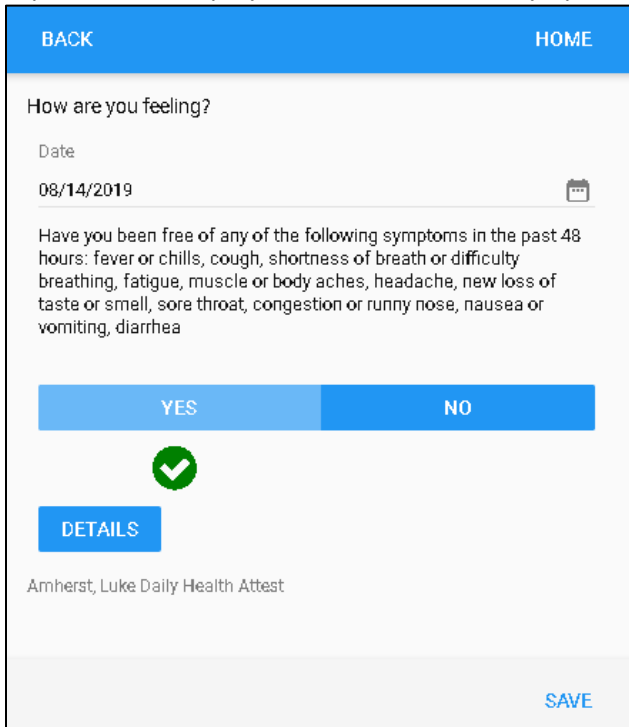 BACK HOME
How are you feeling?
Date
08/14/2019
Have you been free of any of the following symptoms in the past 48
hours: fever or chills, cough, shortness of breath or difficulty
breathing, fatigue, muscle or body aches, headache, new loss of
taste or smell, sore throat, congestion or runny nose, nausea or
vomiting, diarrhea
YES NO
DETAILS
Amherst, Luke Daily Health Attest
SAVE